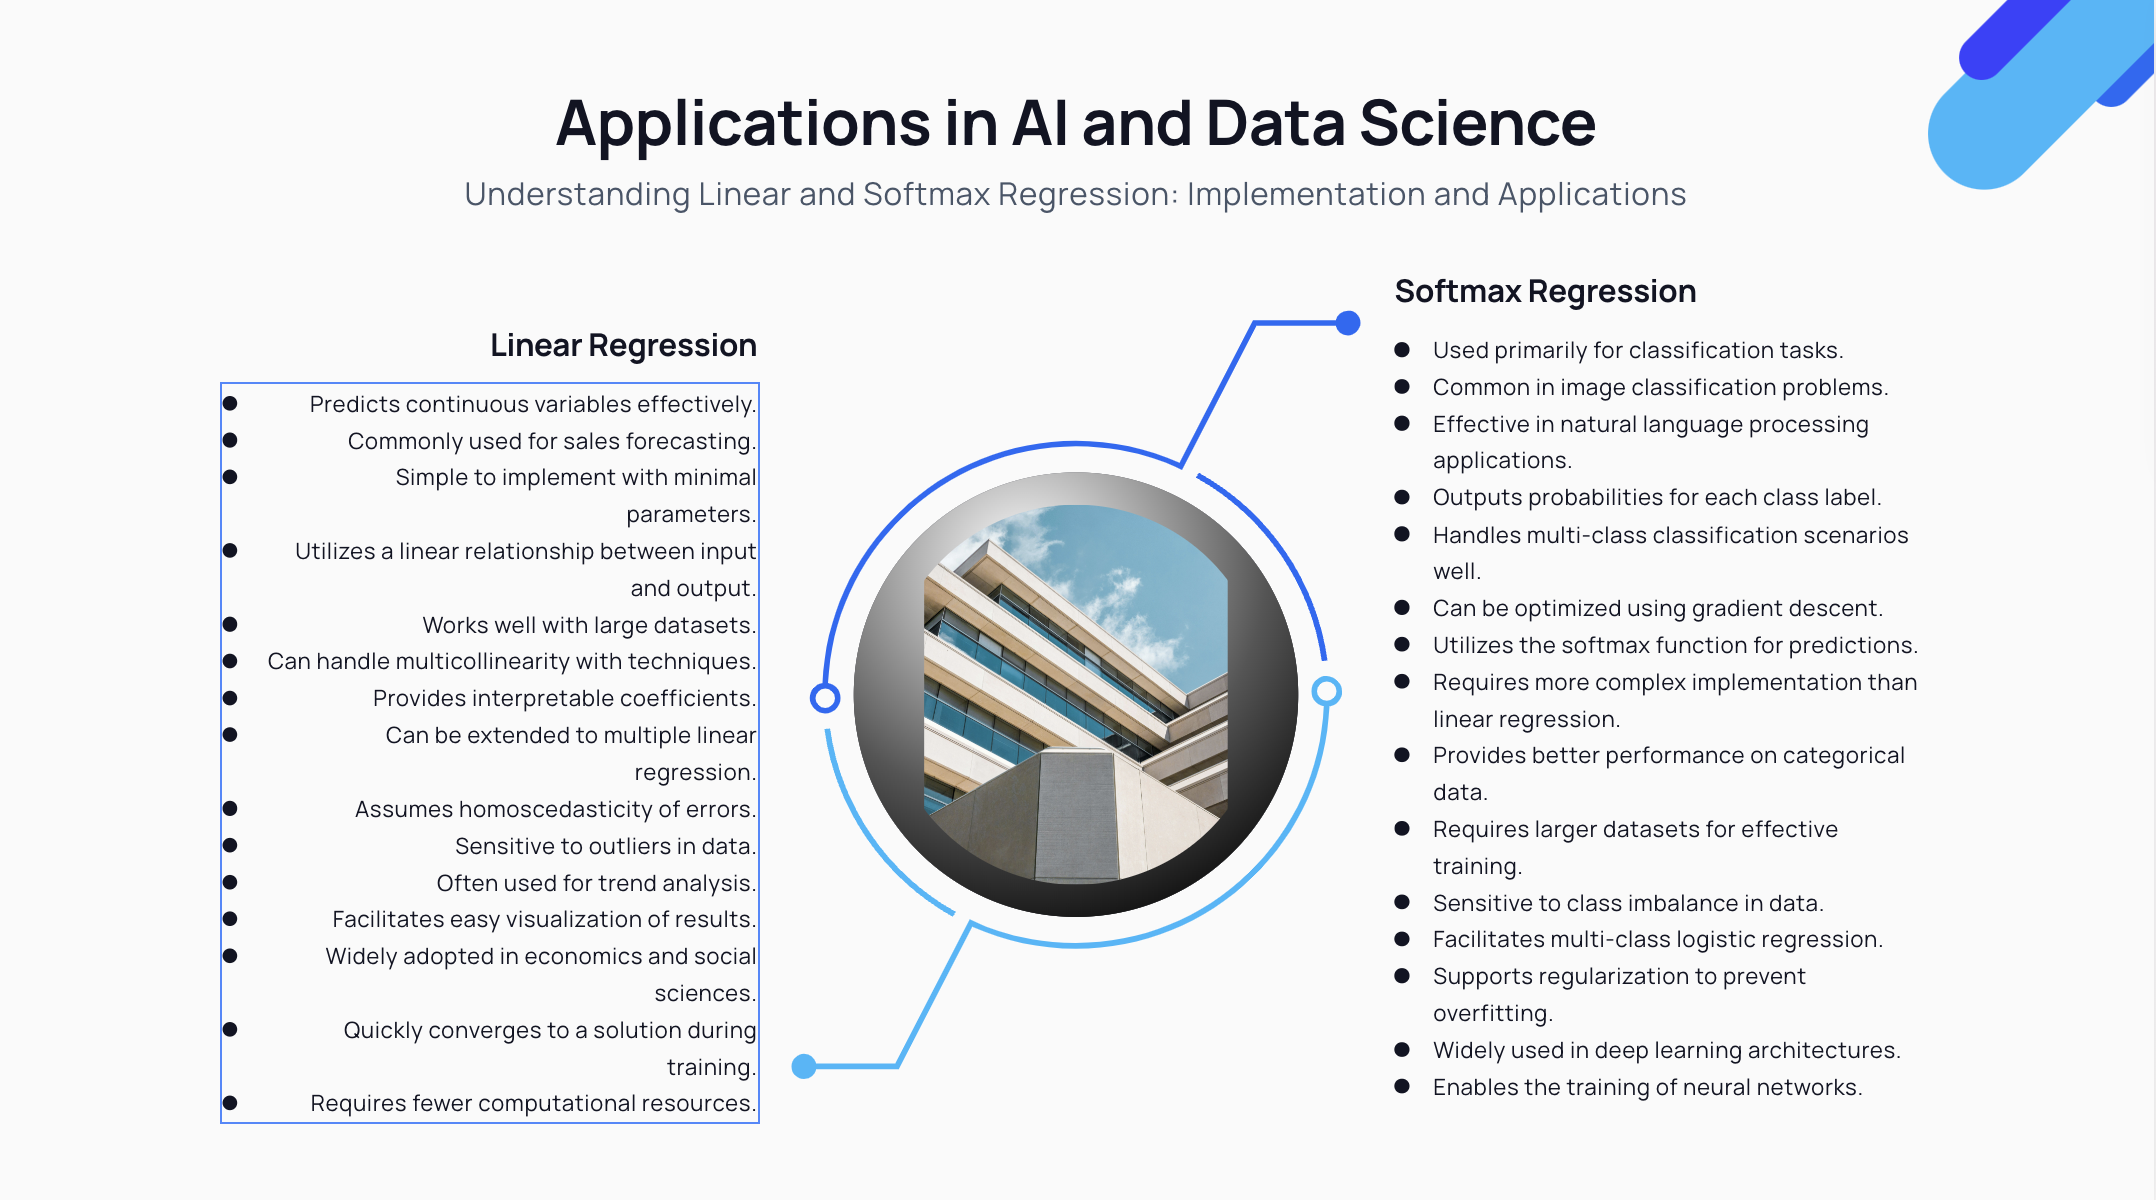 Applications in AI and Data Science
Understanding Linear and Softmax Regression: Implementation and Applications
Linear Regression
Predicts continuous variables effectively.
Commonly used for sales forecasting.
Simple to implement with minimal
parameters.
Utilizes a linear relationship between input
and output.
Works well with large datasets.
Can handle multicollinearity with techniques.
Provides interpretable coefficients.
Can be extended to multiple linear
regression.
Assumes homoscedasticity of errors.
Sensitive to outliers in data.
Often used for trend analysis.
Facilitates easy visualization of results.
Widely adopted in economics and social
sciences.
Quickly converges to a solution during
training.
Requires fewer computational resources.
Softmax Regression
Used primarily for classification tasks.
Common in image classification problems.
Effective in natural language processing
applications.
Outputs probabilities for each class label.
Handles multi-class classification scenarios
well.
Can be optimized using gradient descent.
Utilizes the softmax function for predictions.
Requires more complex implementation than
linear regression.
Provides better performance on categorical
data.
Requires larger datasets for effective
training.
Sensitive to class imbalance in data.
Facilitates multi-class logistic regression.
Supports regularization to prevent
overfitting.
Widely used in deep learning architectures.
Enables the training of neural networks.